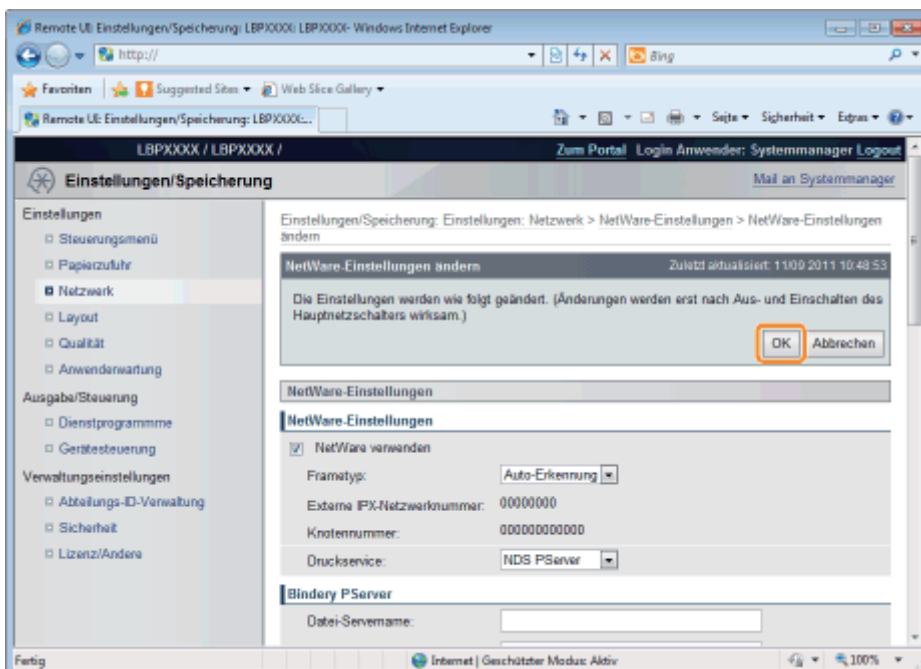 Remote UI: Einstellungen/Speicherung: LBPXXXX: LBPXXXX- Windows Internet Explorer
http://
Bing
Favoriten Suggested Sites Web Slice Gallery
Remote UI: Einstellungen/Speicherung: LBPXXXX:...
Seite Sicherheit Extras
LBPXXXX / LBPXXXX /
Zum Portal Login Anwender: Systemmanager Logout
Einstellungen/Speicherung
Mail an Systemmanager
Einstellungen
Steuerungsmenü
Papierzufuhr
Netzwerk
Layout
Qualität
Anwenderwartung
Ausgabe/Steuerung
Dienstprogrammme
Gerätesteuerung
Verwaltungseinstellungen
Abteilungs-ID-Verwaltung
Sicherheit
Lizenz/Andere
Einstellungen/Speicherung: Einstellungen: Netzwerk > NetWare-Einstellungen > NetWare-Einstellungen
ändern
NetWare-Einstellungen ändern
Zuletzt aktualisiert: 11/09 2011 10:48:53
Die Einstellungen werden wie folgt geändert. (Änderungen werden erst nach Aus- und Einschalten des
Hauptnetzschalters wirksam.)
OK Abbrechen
NetWare-Einstellungen
NetWare-Einstellungen
NetWare verwenden
Frametyp: Auto-Erkennung
Externe IPX-Netzwerknummer: 00000000
Knotennummer: 000000000000
Druckservice: NDS PServer
Bindery PServer
Datei-Servername:
Fertig
Internet | Geschützter Modus: Aktiv
100%